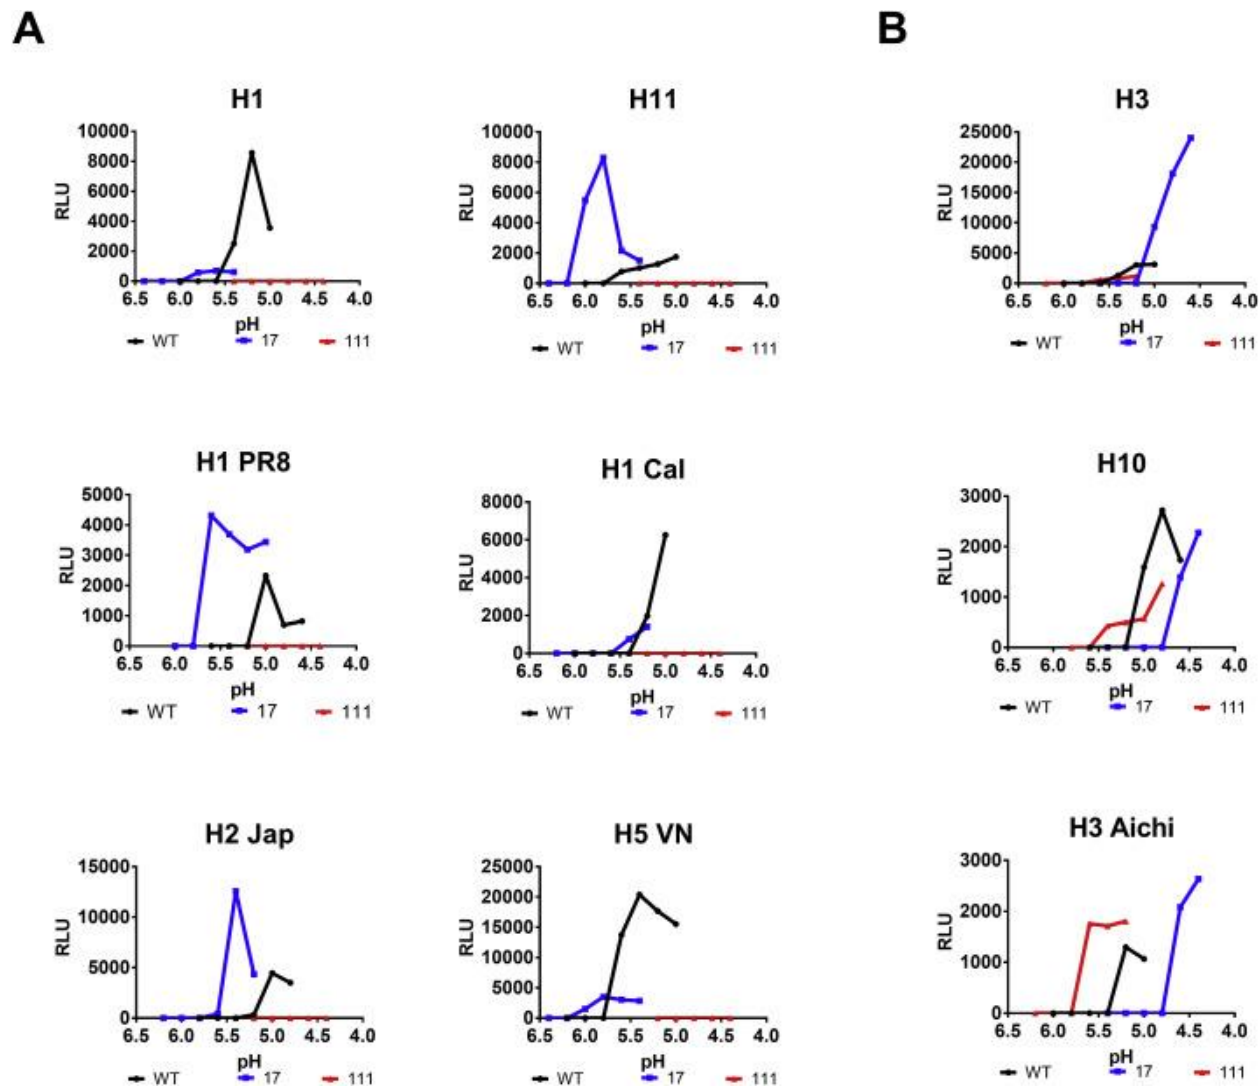 A
B
H1
10000
8000
6000
4000
2000
0
RLU
6.5 6.0 5.5 5.0 4.5 4.0
pH
WT 17 111
H11
10000
8000
6000
4000
2000
0
RLU
6.5 6.0 5.5 5.0 4.5 4.0
pH
WT 17 111
H3
25000
20000
15000
10000
5000
0
RLU
6.5 6.0 5.5 5.0 4.5 4.0
pH
WT 17 111
H1 PR8
5000
4000
3000
2000
1000
0
RLU
6.5 6.0 5.5 5.0 4.5 4.0
pH
WT 17 111
H1 Cal
8000
6000
4000
2000
0
RLU
6.5 6.0 5.5 5.0 4.5 4.0
pH
WT 17 111
H10
3000
2000
1000
0
RLU
6.5 6.0 5.5 5.0 4.5 4.0
pH
WT 17 111
H2 Jap
15000
10000
5000
0
RLU
6.5 6.0 5.5 5.0 4.5 4.0
pH
WT 17 111
H5 VN
25000
20000
15000
10000
5000
0
RLU
6.5 6.0 5.5 5.0 4.5 4.0
pH
WT 17 111
H3 Aichi
3000
2000
1000
0
RLU
6.5 6.0 5.5 5.0 4.5 4.0
pH
WT 17 111